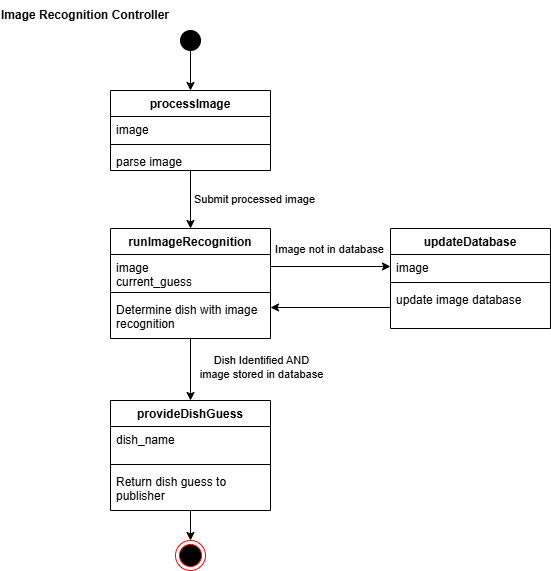 Image Recognition Controller
processImage
image
parse image
Submit processed image
runImageRecognition
image
current_guess
Determine dish with image
recognition
Image not in database
updateDatabase
image
update image database
Dish Identified AND
image stored in database
provideDishGuess
dish_name
Return dish guess to
publisher